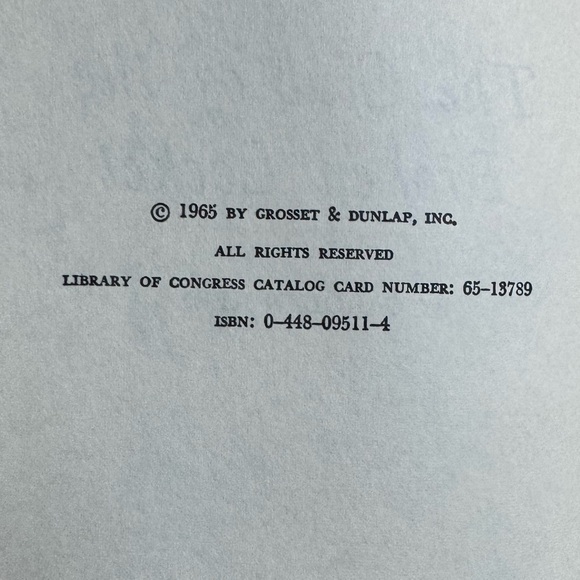 © 1965 BY GROSSET & DUNLAP, INC.
ALL RIGHTS RESERVED
LIBRARY OF CONGRESS CATALOG CARD NUMBER: 65-13789
ISBN: 0-448-09511-4